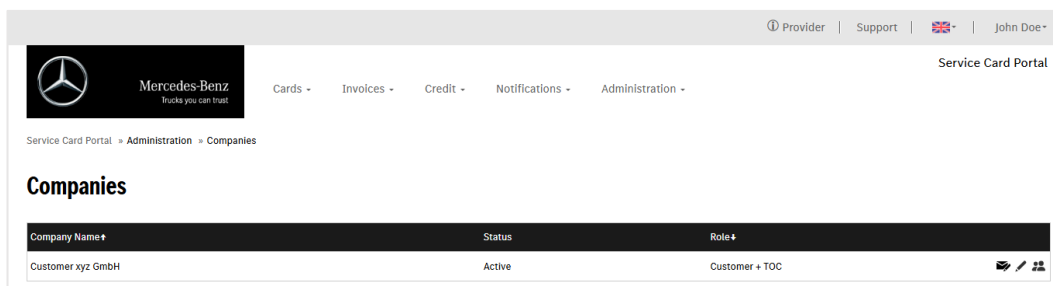 Provider | Support | John Doe
Service Card Portal
Mercedes-Benz
Trucks you can trust
Cards Invoices Credit Notifications Administration
Service Card Portal » Administration » Companies
Companies
Company Name Status Role
Customer xyz GmbH Active Customer + TOC